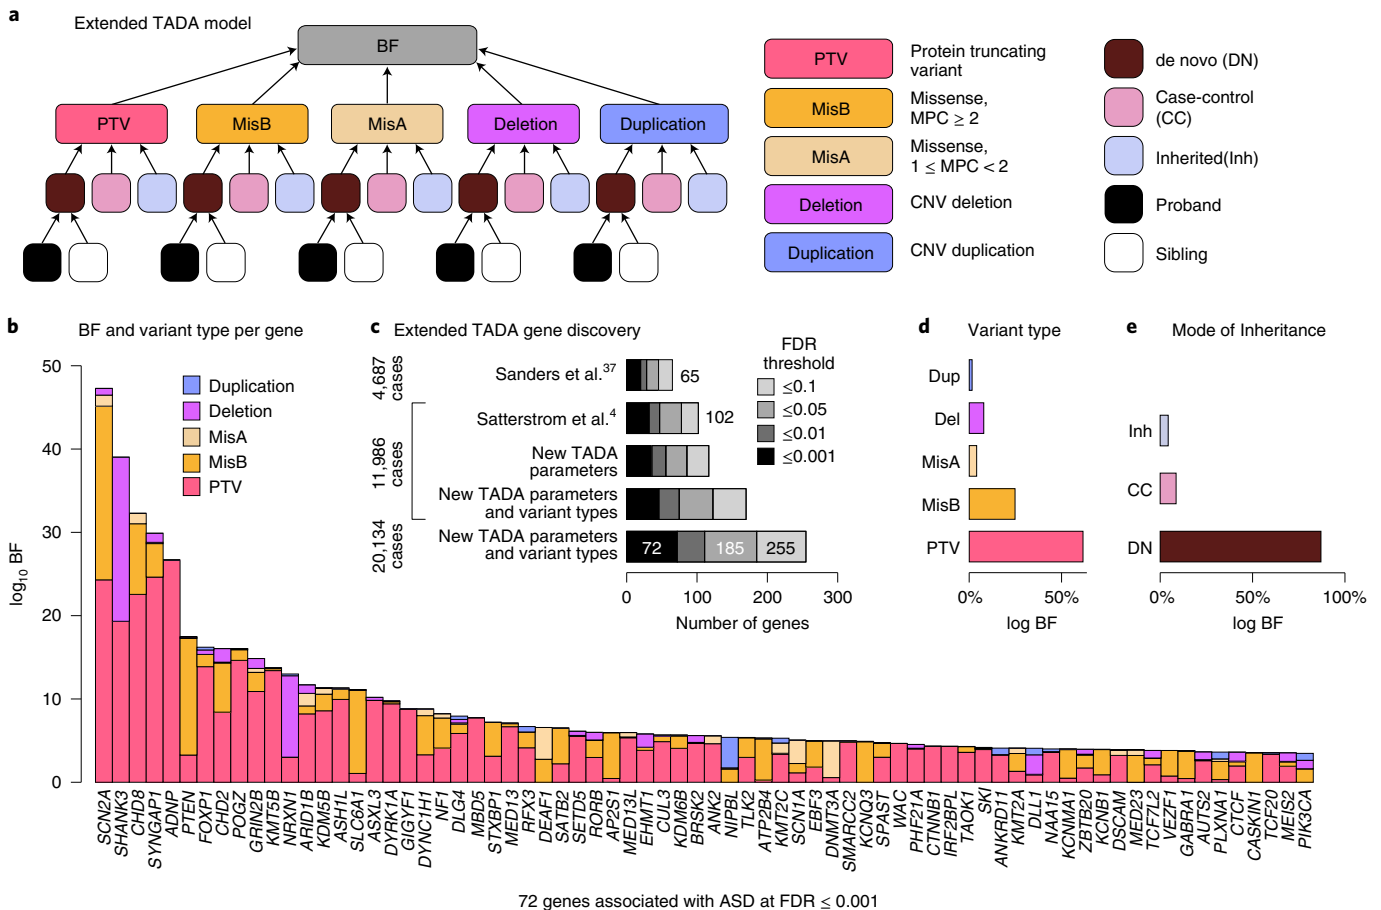 a
Extended TADA model
BF
PTV
MisB
MisA
Deletion
Duplication
PTV
Protein truncating
variant
MisB
Missense,
MPC ≥ 2
MisA
Missense,
1 ≤ MPC < 2
Deletion
CNV deletion
Duplication
CNV duplication
de novo (DN)
Case-control
(CC)
Inherited(Inh)
Proband
Sibling
b
BF and variant type per gene
50
40
30
20
10
0
log10 BF
Duplication
Deletion
MisA
MisB
PTV
SCN2A
SHANK3
CHD8
SYNGAP1
ADNP
PTEN
FOXP1
CHD2
POGZ
GRIN2B
KMT5B
NRXN1
ARID1B
KDM5B
ASH1L
SLC6A1
ASXL3
DYRK1A
GIGYF1
DYNC1H1
NF1
DLG4
MBD5
STXBP1
MED13
RFX3
DEAF1
SATB2
SETD5
RORB
AP2S1
MED13L
EHMT1
CUL3
KDM6B
BRSK2
ANK2
NIPBL
TLK2
ATP2B4
KMT2C
SCN1A
EBF3
DNMT3A
SMARCC2
KCNQ3
SPAST
WAC
PHF21A
CTNNB1
IRF2BPL
TAOK1
SKI
ANKRD11
KMT2A
DLL1
NAA15
KCNMA1
ZBTB20
KCNB1
DSCAM
MED23
TCF7L2
VEZF1
GABRA1
AUTS2
PLXNA1
CTCF
CASKIN1
TCF20
MEIS2
PIK3CA
72 genes associated with ASD at FDR ≤ 0.001
c
Extended TADA gene discovery
4,687
cases
11,986
cases
20,134
cases
Sanders et al.37
65
Satterstrom et al.4
102
New TADA
parameters
New TADA parameters
and variant types
New TADA parameters
and variant types
72
185
255
FDR
threshold
≤0.1
≤0.05
≤0.01
≤0.001
0
100
200
300
Number of genes
d
Variant type
Dup
Del
MisA
MisB
PTV
0%
50%
log BF
e
Mode of Inheritance
Inh
CC
DN
0%
50%
100%
log BF